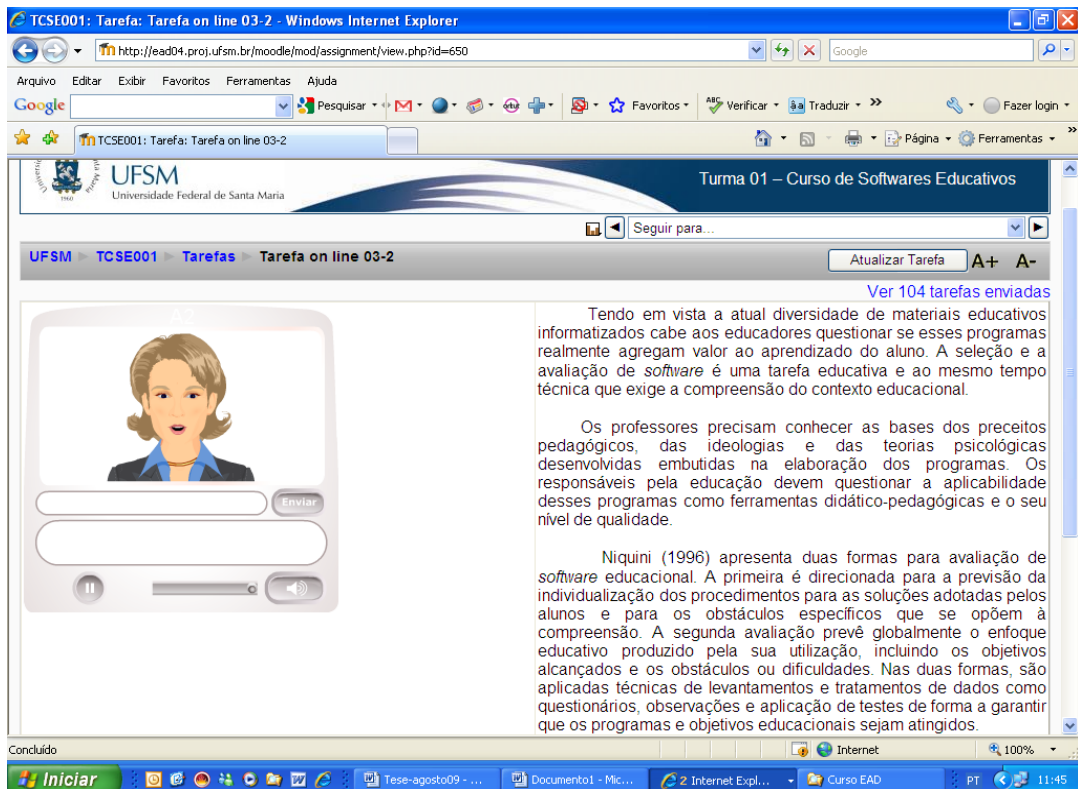 TCSE001: Tarefa: Tarefa on line 03-2 - Windows Internet Explorer
http://ead04.proj.ufsm.br/moodle/mod/assignment/view.php?id=650
Google
Arquivo Editar Exibir Favoritos Ferramentas Ajuda
Google Pesquisar Favoritos Verificar Traduzir Fazer login
TCSE001: Tarefa: Tarefa on line 03-2 Página Ferramentas
1960
UFSM
Universidade Federal de Santa Maria
Turma 01 – Curso de Softwares Educativos
Seguir para...
UFSM TCSE001 Tarefas Tarefa on line 03-2 Atualizar Tarefa A+ A-
Ver 104 tarefas enviadas
Enviar
Tendo em vista a atual diversidade de materiais educativos
informatizados cabe aos educadores questionar se esses programas
realmente agregam valor ao aprendizado do aluno. A seleção e a
avaliação de software é uma tarefa educativa e ao mesmo tempo
técnica que exige a compreensão do contexto educacional.
Os professores precisam conhecer as bases dos preceitos
pedagógicos, das ideologias e das teorias psicológicas
desenvolvidas embutidas na elaboração dos programas. Os
responsáveis pela educação devem questionar a aplicabilidade
desses programas como ferramentas didático-pedagógicas e o seu
nível de qualidade.
Niquini (1996) apresenta duas formas para avaliação de
software educacional. A primeira é direcionada para a previsão da
individualização dos procedimentos para as soluções adotadas pelos
alunos e para os obstáculos específicos que se opõem à
compreensão. A segunda avaliação prevê globalmente o enfoque
educativo produzido pela sua utilização, incluindo os objetivos
alcançados e os obstáculos ou dificuldades. Nas duas formas, são
aplicadas técnicas de levantamentos e tratamentos de dados como
questionários, observações e aplicação de testes de forma a garantir
que os programas e objetivos educacionais sejam atingidos.
Concluído Internet 100%
Iniciar Tese-agosto09 - ... Documento1 - Mic... 2 Internet Expl... Curso EAD PT 11:45